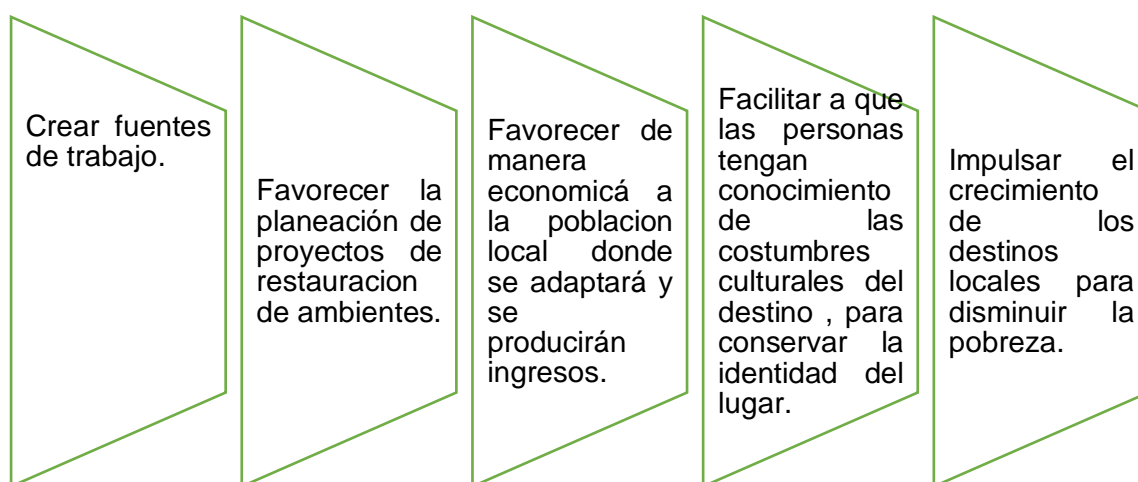 Crear fuentes
de trabajo.
Favorecer la
planeación de
proyectos de
restauracion
de ambientes.
Favorecer de
manera
economicá a
la poblacion
local donde
se adaptará y
se
producirán
ingresos.
Facilitar a que
las personas
tengan
conocimiento
de las
costumbres
culturales del
destino , para
conservar la
identidad del
lugar.
Impulsar el
crecimiento
de los
destinos
locales para
disminuir la
pobreza.